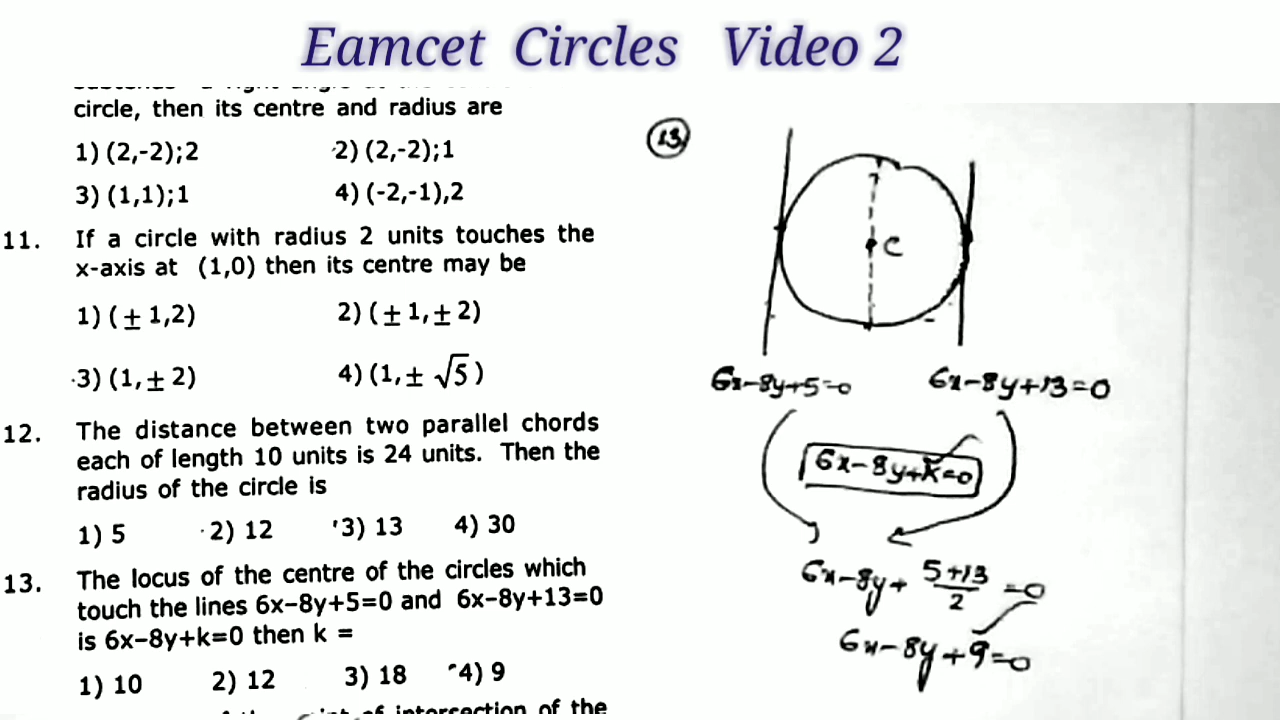 Eamcet Circles Video 2
circle, then its centre and radius are
1) (2,-2);2 2) (2,-2);1
3) (1,1);1 4) (-2,-1),2
11. If a circle with radius 2 units touches the
x-axis at (1,0) then its centre may be
1) (± 1,2) 2) (± 1,± 2)
3) (1,± 2) 4) (1,± √5)
12. The distance between two parallel chords
each of length 10 units is 24 units. Then the
radius of the circle is
1) 5 2) 12 3) 13 4) 30
13. The locus of the centre of the circles which
touch the lines 6x−8y+5=0 and 6x−8y+13=0
is 6x−8y+k=0 then k =
1) 10 2) 12 3) 18 4) 9
intersection of the
13
C
6x−8y+5=0 6x−8y+13=0
6x−8y+k=0
6x−8y+ 5+13/2 =0
6x−8y+9=0